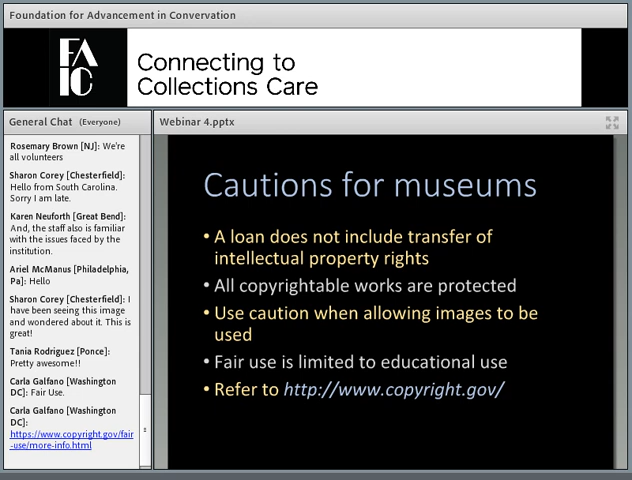 Foundation for Advancement in Convervation
FA
IC
Connecting to
Collections Care
General Chat (Everyone)
Rosemary Brown [NJ]: We're
all volunteers
Sharon Corey [Chesterfield]:
Hello from South Carolina.
Sorry I am late.
Karen Neuforth [Great Bend]:
And, the staff also is familiar
with the issues faced by the
institution.
Ariel McManus [Philadelphia,
Pa]: Hello
Sharon Corey [Chesterfield]: I
have been seeing this image
and wondered about it. This is
great!
Tania Rodriguez [Ponce]:
Pretty awesome!!
Carla Galfano [Washington
DC]: Fair Use.
Carla Galfano [Washington
DC]:
https://www.copyright.gov/fair
-use/more-info.html
Webinar 4.pptx
Cautions for museums
• A loan does not include transfer of
intellectual property rights
• All copyrightable works are protected
• Use caution when allowing images to be
used
• Fair use is limited to educational use
• Refer to http://www.copyright.gov/